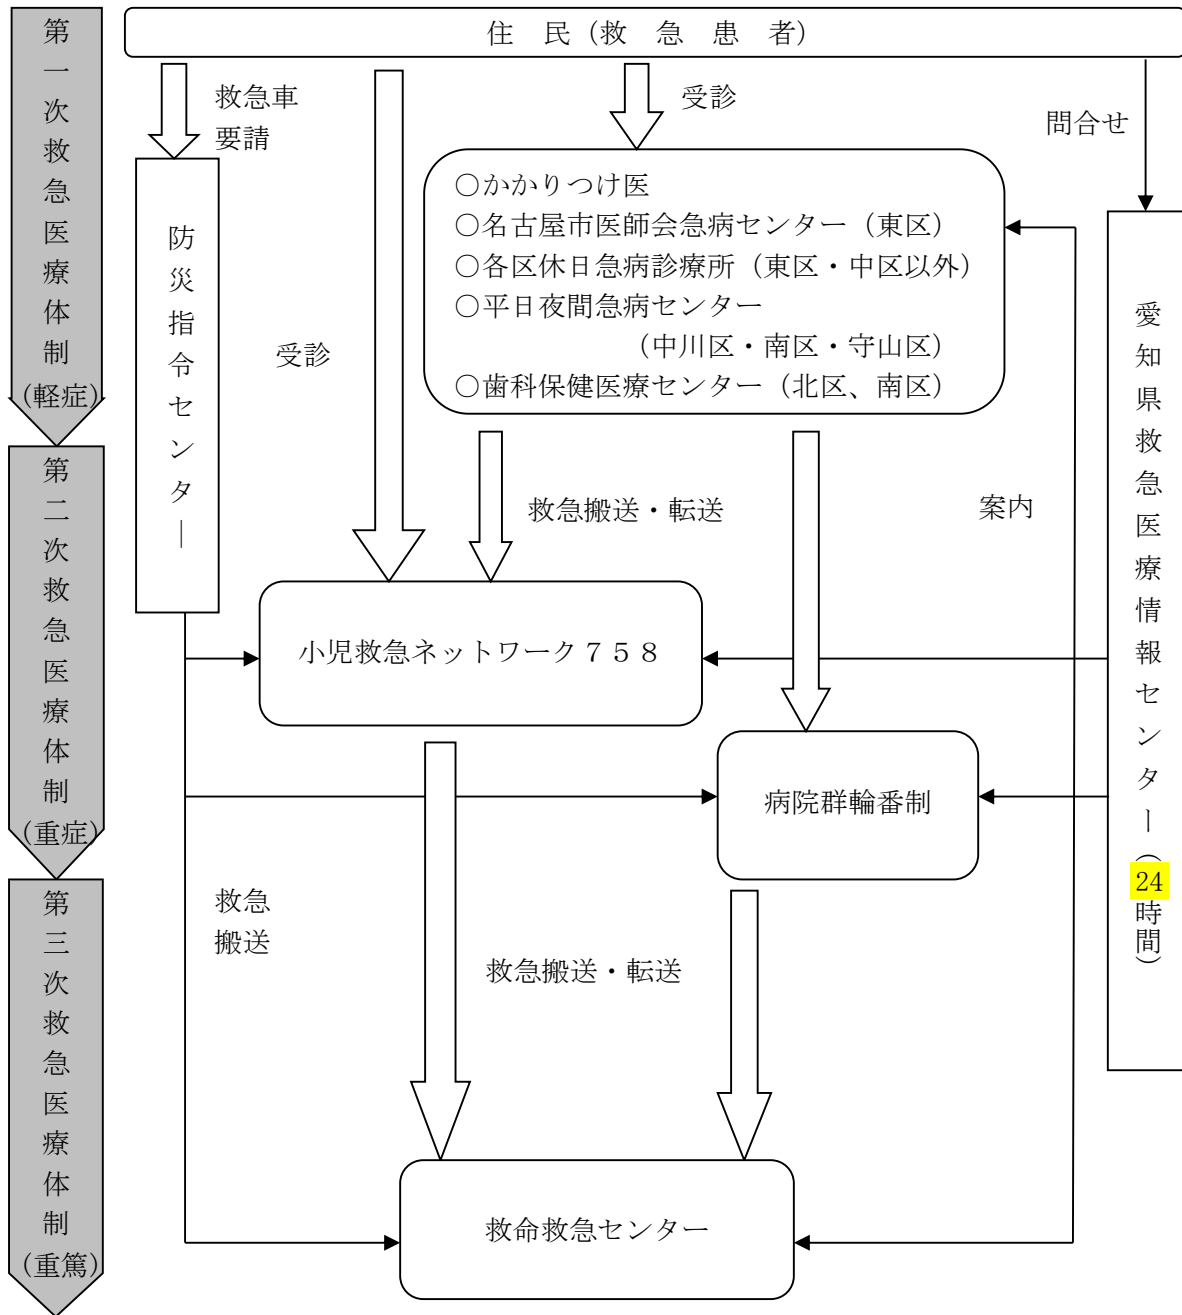 住　民（救　急　患　者）
第一次救急医療体制（軽症）
救急車
要請
受診
問合せ
○かかりつけ医
○名古屋市医師会急病センター（東区）
○各区休日急病診療所（東区・中区以外）
○平日夜間急病センター
（中川区・南区・守山区）
○歯科保健医療センター（北区、南区）
防災指令センター
受診
愛知県救急医療情報センター（24時間）
第二次救急医療体制（重症）
救急搬送・転送
案内
小児救急ネットワーク７５８
病院群輪番制
第三次救急医療体制（重篤）
救急
搬送
救急搬送・転送
救命救急センター